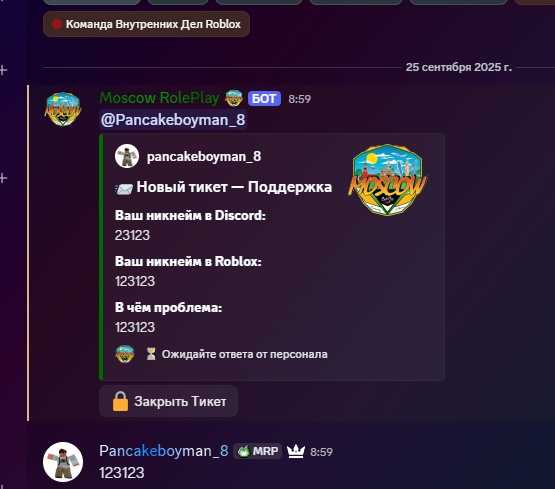 Команда Внутренних Дел Roblox
25 сентября 2025 г.
Moscow RolePlay БОТ 8:59
@Pancakeboyman_8
pancakeboyman_8
Новый тикет — Поддержка
MOSCOW
Ваш никнейм в Discord:
23123
Ваш никнейм в Roblox:
123123
В чём проблема:
123123
Ожидайте ответа от персонала
Закрыть Тикет
Pancakeboyman_8 MRP 8:59
123123